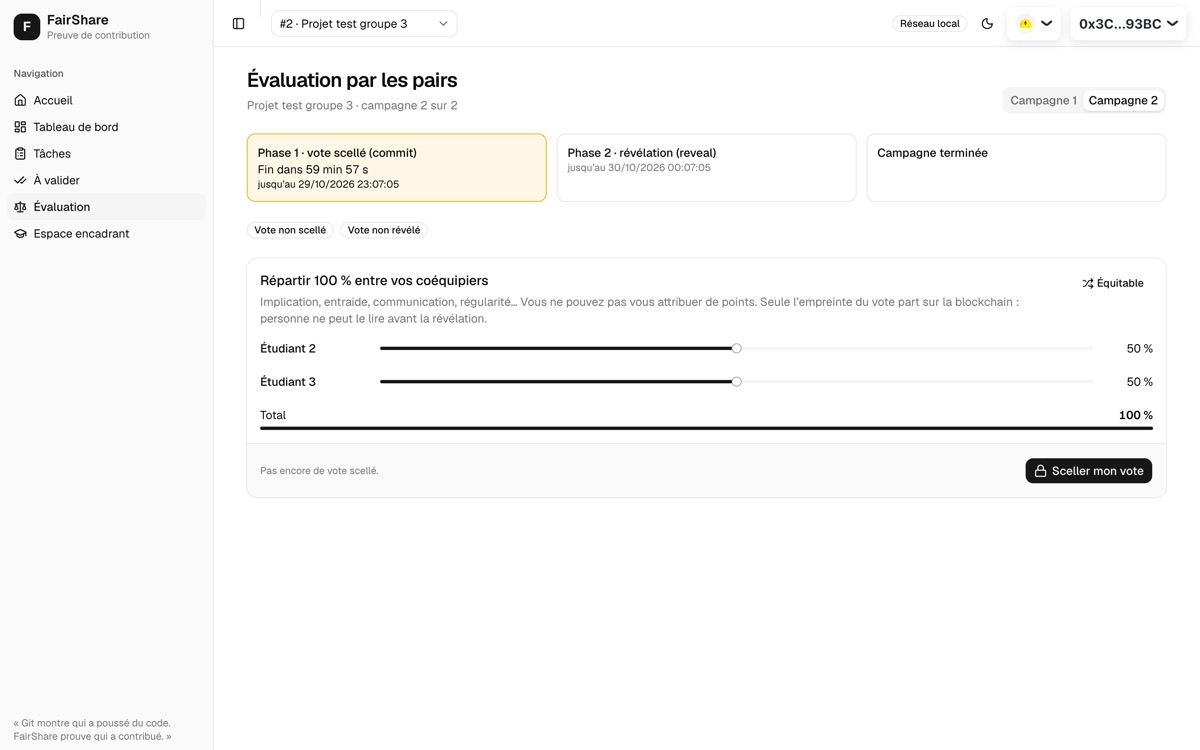 F
FairShare
Preuve de contribution
#2 · Projet test groupe 3
Réseau local
0x3C...93BC
Navigation
Accueil
Tableau de bord
Tâches
À valider
Évaluation
Espace encadrant
Évaluation par les pairs
Projet test groupe 3 · campagne 2 sur 2
Campagne 1
Campagne 2
Phase 1 · vote scellé (commit)
Fin dans 59 min 57 s
jusqu'au 29/10/2026 23:07:05
Phase 2 · révélation (reveal)
jusqu'au 30/10/2026 00:07:05
Campagne terminée
Vote non scellé
Vote non révélé
Répartir 100 % entre vos coéquipiers
Équitable
Implication, entraide, communication, régularité… Vous ne pouvez pas vous attribuer de points. Seule l'empreinte du vote part sur la blockchain :
personne ne peut le lire avant la révélation.
Étudiant 2 50 %
Étudiant 3 50 %
Total 100 %
Pas encore de vote scellé.
Sceller mon vote
« Git montre qui a poussé du code.
FairShare prouve qui a contribué. »